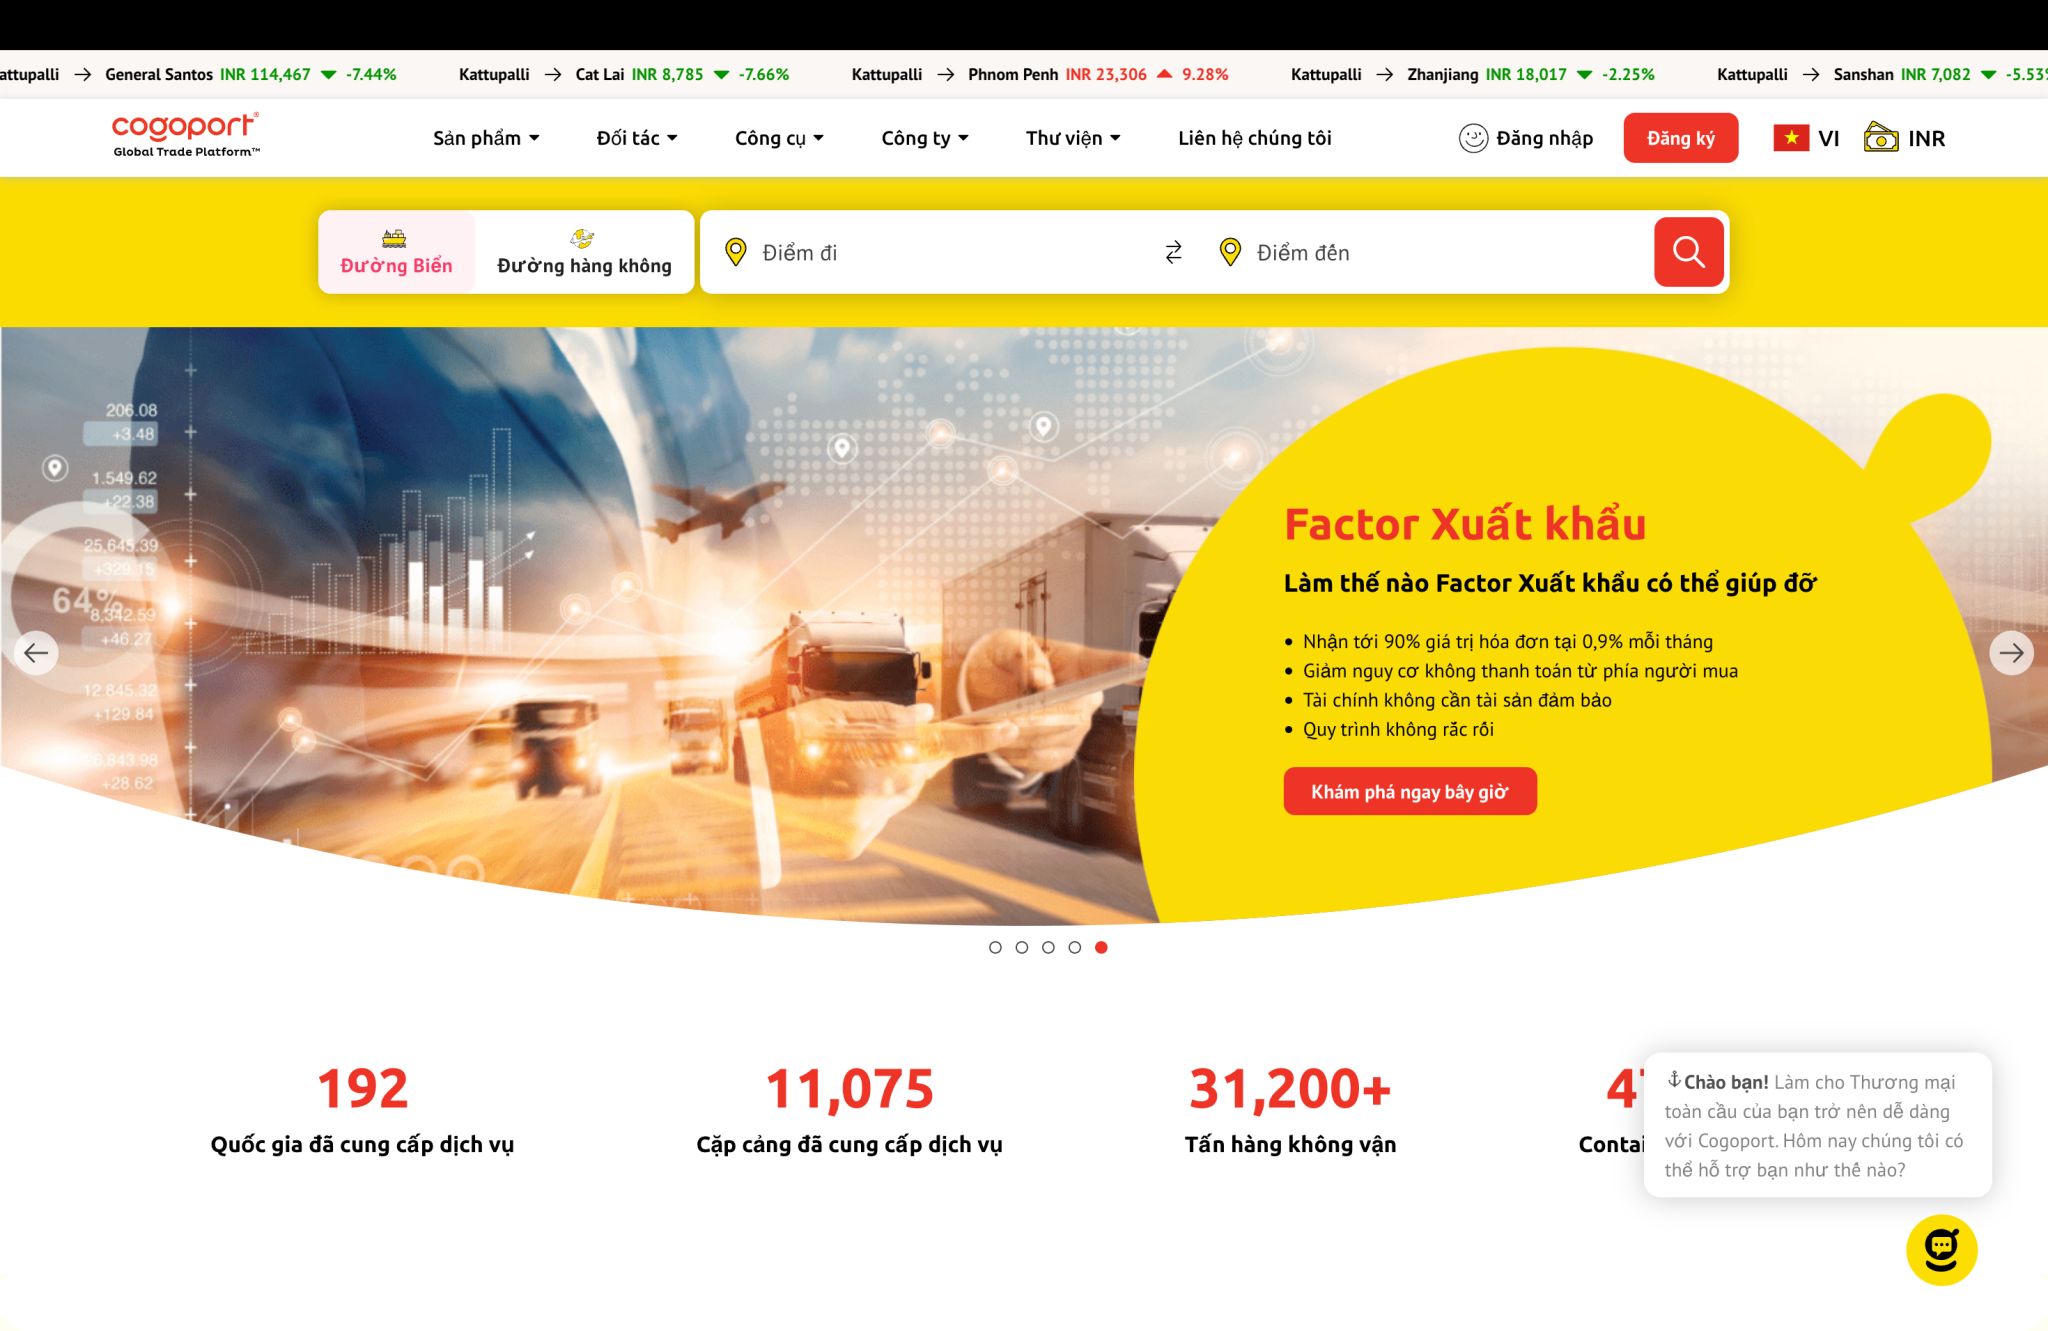 General Santos INR 114,467 -7.44% Kattupalli → Cat Lai INR 8,785 -7.66% Kattupalli → Phnom Penh INR 23,306 9.28% Kattupalli → Zhanjiang INR 18,017 -2.25% Kattupalli → Sanshan INR 7,082
cogoport®
Global Trade Platform™
Sản phẩm Đối tác Công cụ Công ty Thư viện Liên hệ chúng tôi Đăng nhập Đăng ký VI INR
Đường Biển Đường hàng không Điểm đi Điểm đến
206.08
+3.48
1.549.62
+22.38
25,645.39
+329.15
64%
8,342.59
+46.27
12.845.32
+129.84
+28.62
Factor Xuất khẩu
Làm thế nào Factor Xuất khẩu có thể giúp đỡ
• Nhận tới 90% giá trị hóa đơn tại 0,9% mỗi tháng
• Giảm nguy cơ không thanh toán từ phía người mua
• Tài chính không cần tài sản đảm bảo
• Quy trình không rắc rối
Khám phá ngay bây giờ
192
Quốc gia đã cung cấp dịch vụ
11,075
Cặp cảng đã cung cấp dịch vụ
31,200+
Tấn hàng không vận
Chào bạn! Làm cho Thương mại
toàn cầu của bạn trở nên dễ dàng
với Cogoport. Hôm nay chúng tôi có
thể hỗ trợ bạn như thế nào?